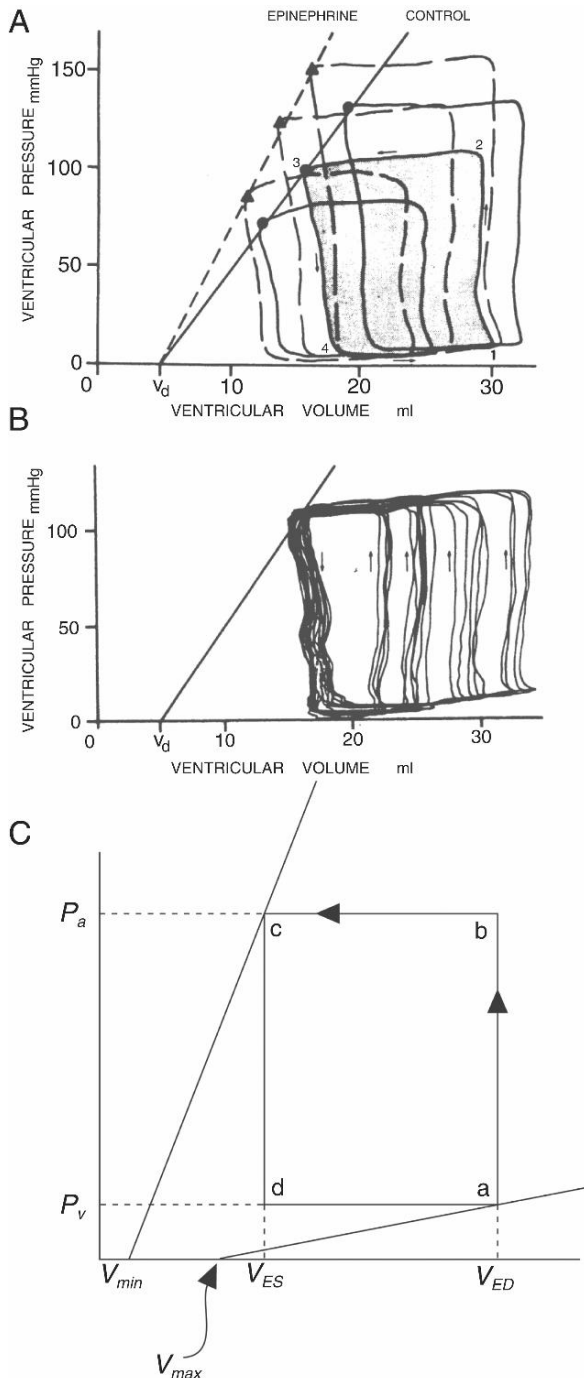 A
EPINEPHRINE CONTROL
150
100
50
0
VENTRICULAR PRESSURE mmHg
2
3
4
1
0 Vd 10 20 30
VENTRICULAR VOLUME ml
B
100
50
0
VENTRICULAR PRESSURE mmHg
0 Vd 10 20 30
VENTRICULAR VOLUME ml
C
Pa
c b
Pv
d a
Vmin VES VED
Vmax